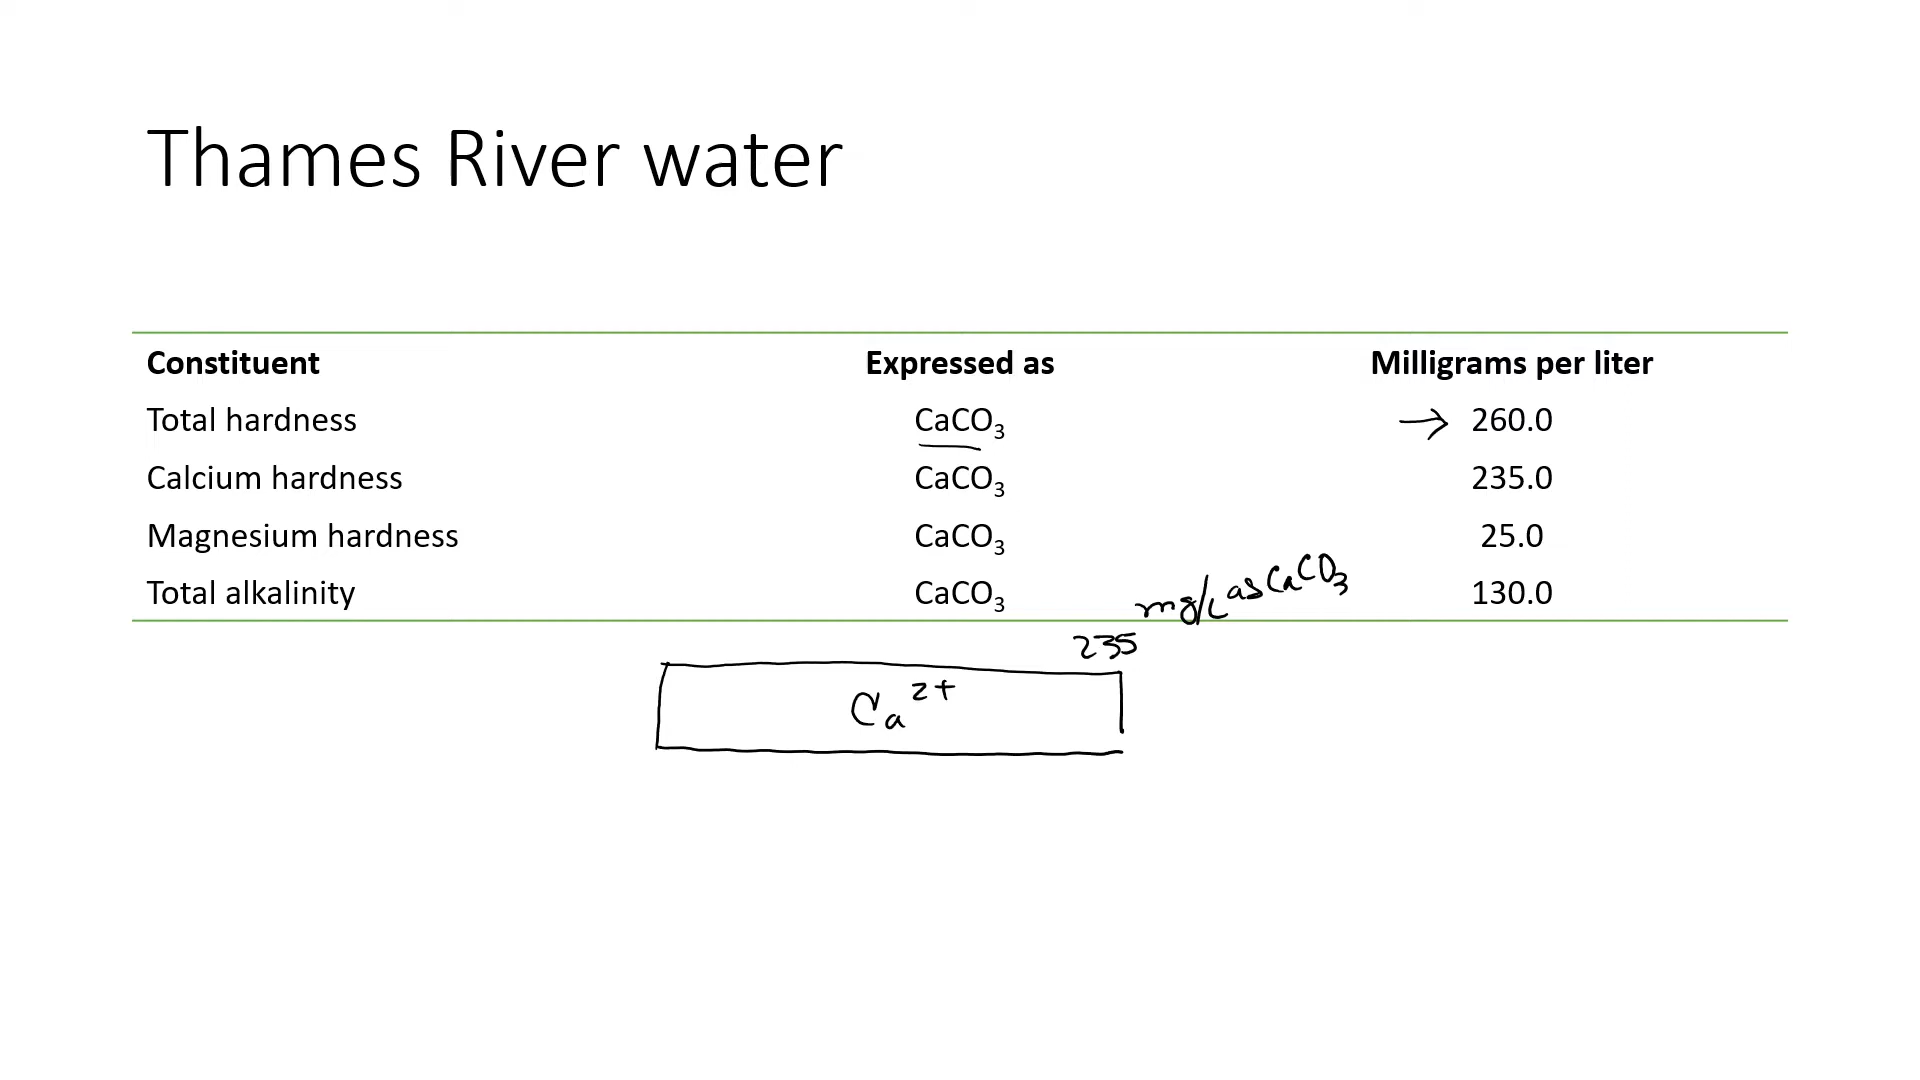 Thames River water
Constituent Expressed as Milligrams per liter
Total hardness CaCO₃ → 260.0
Calcium hardness CaCO₃ 235.0
Magnesium hardness CaCO₃ 25.0
Total alkalinity CaCO₃ 130.0
235 mg/L as CaCO₃
Ca²⁺